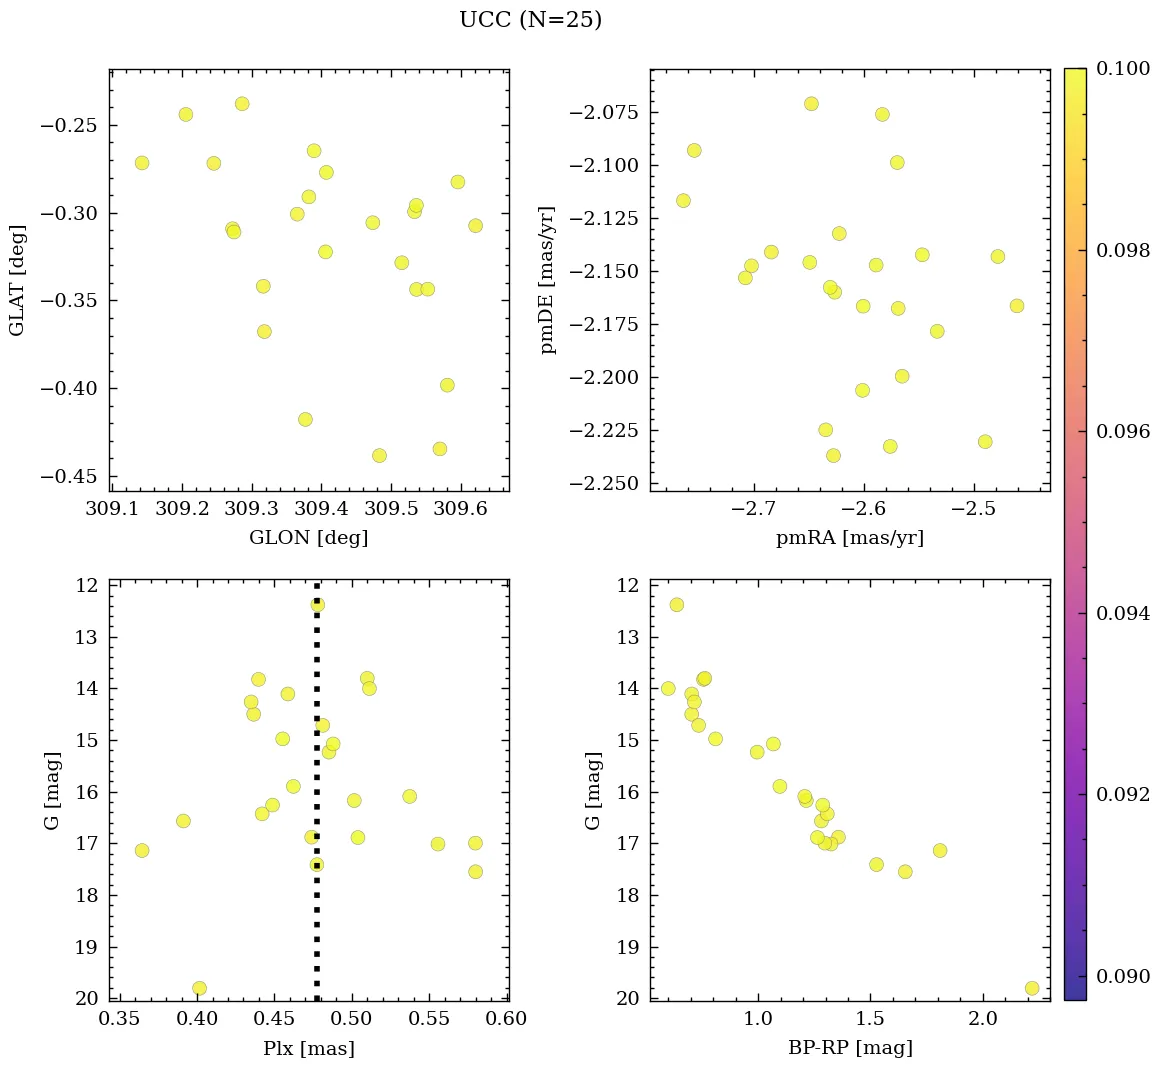 UCC (N=25)
−0.25
−0.30
−0.35
−0.40
−0.45
GLAT [deg]
309.1 309.2 309.3 309.4 309.5 309.6
GLON [deg]
−2.075
−2.100
−2.125
−2.150
−2.175
−2.200
−2.225
−2.250
pmDE [mas/yr]
−2.7 −2.6 −2.5
pmRA [mas/yr]
12
13
14
15
16
17
18
19
20
G [mag]
0.35 0.40 0.45 0.50 0.55 0.60
Plx [mas]
12
13
14
15
16
17
18
19
20
G [mag]
1.0 1.5 2.0
BP-RP [mag]
0.100
0.098
0.096
0.094
0.092
0.090